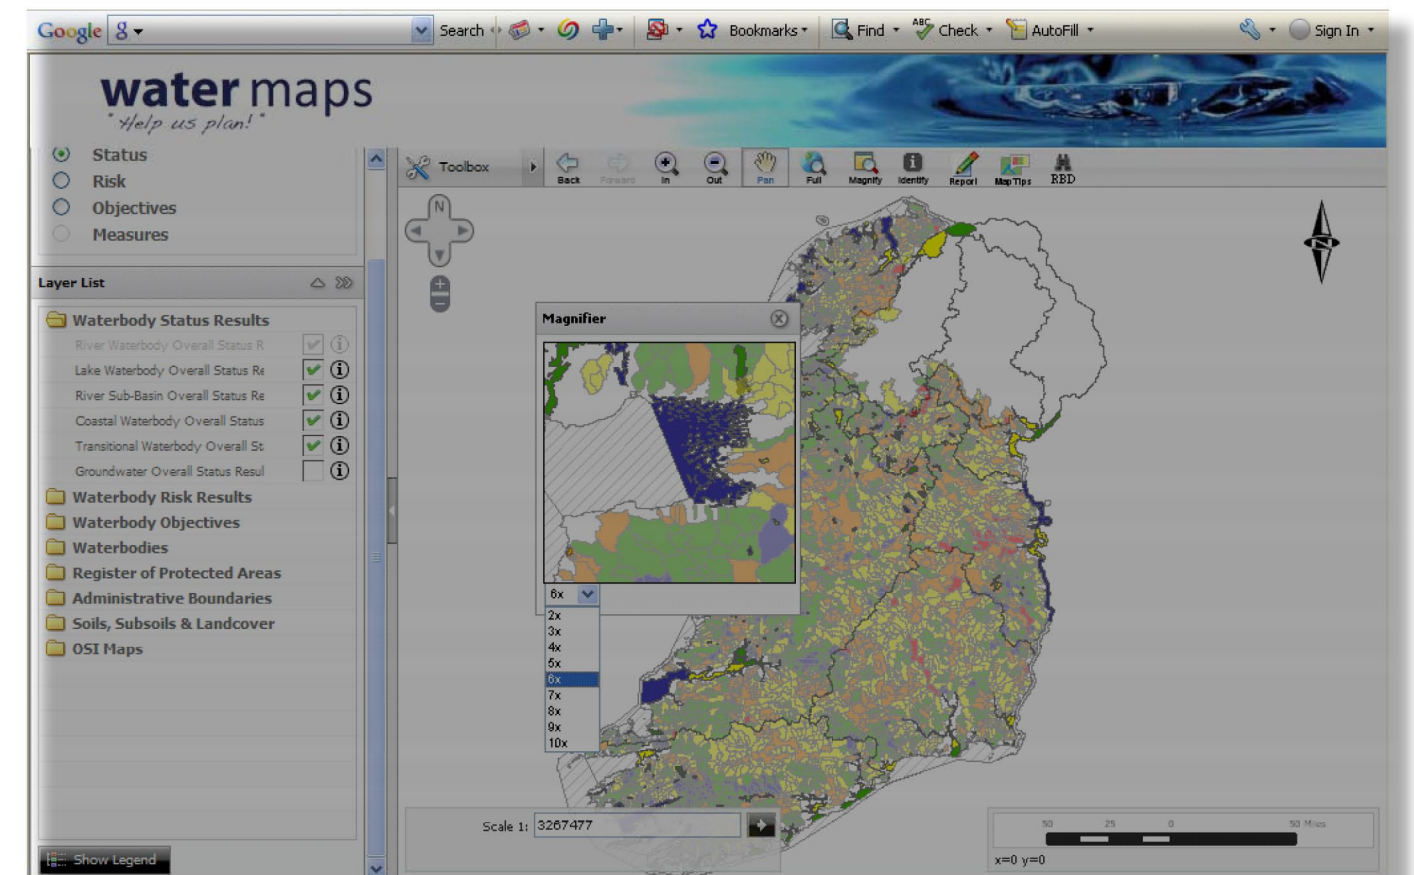 Google g Search Bookmarks Find ABC Check AutoFill Sign In
water maps
"Help us plan!"
Status
Risk
Objectives
Measures
Toolbox Back Forward In Out Pan Full Magnify Identify Report Map Tips RBD
N
N
Layer List
Waterbody Status Results
River Waterbody Overall Status R
Lake Waterbody Overall Status Re
River Sub-Basin Overall Status Re
Coastal Waterbody Overall Status
Transitional Waterbody Overall St
Groundwater Overall Status Resul
Waterbody Risk Results
Waterbody Objectives
Waterbodies
Register of Protected Areas
Administrative Boundaries
Soils, Subsoils & Landcover
OSI Maps
Show Legend
Magnifier
6x
2x
3x
4x
5x
6x
7x
8x
9x
10x
Scale 1: 3267477
50 25 0 50 Miles
x=0 y=0